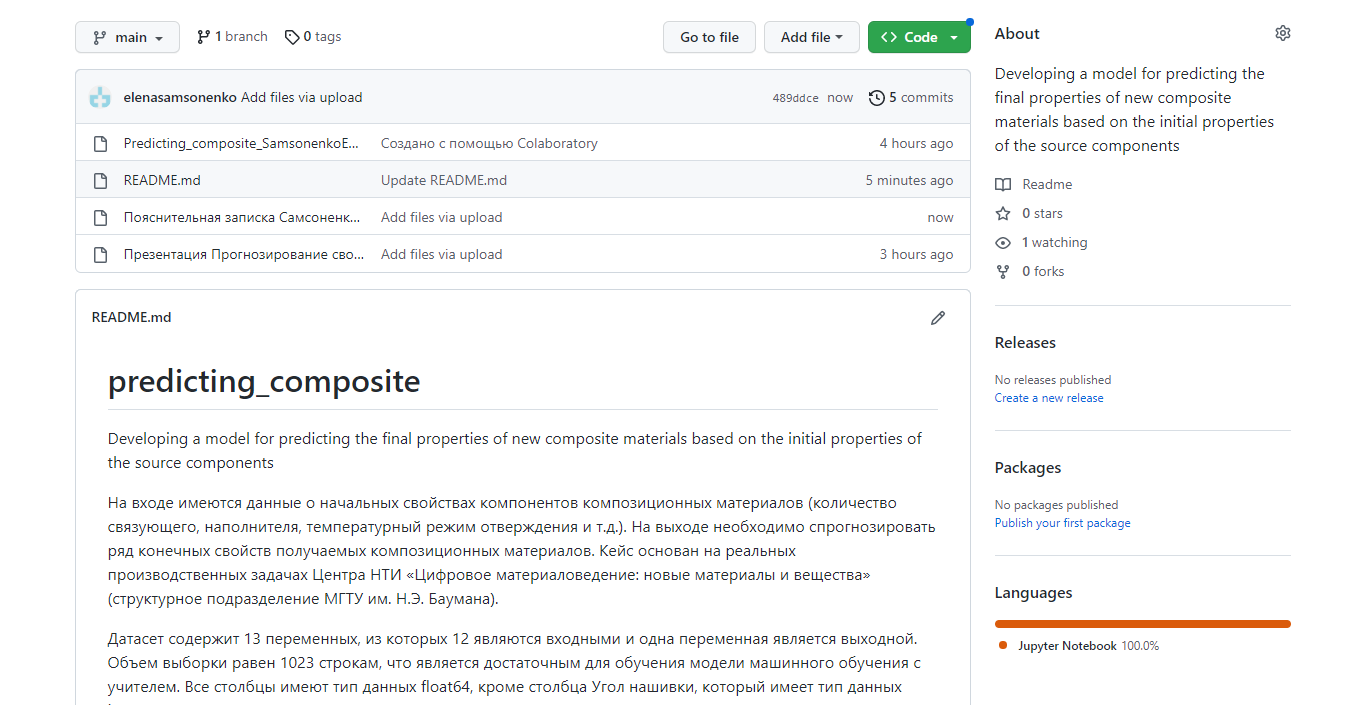 main
1 branch
0 tags
Go to file
Add file
Code
elenasamsonenko Add files via upload
489ddce now
5 commits
Predicting_composite_SamsonenkoE...
Создано с помощью Colaboratory
4 hours ago
README.md
Update README.md
5 minutes ago
Пояснительная записка Самсоненк...
Add files via upload
now
Презентация Прогнозирование сво...
Add files via upload
3 hours ago
README.md
predicting_composite
Developing a model for predicting the final properties of new composite materials based on the initial properties of
the source components
На входе имеются данные о начальных свойствах компонентов композиционных материалов (количество
связующего, наполнителя, температурный режим отверждения и т.д.). На выходе необходимо спрогнозировать
ряд конечных свойств получаемых композиционных материалов. Кейс основан на реальных
производственных задачах Центра НТИ «Цифровое материаловедение: новые материалы и вещества»
(структурное подразделение МГТУ им. Н.Э. Баумана).
Датасет содержит 13 переменных, из которых 12 являются входными и одна переменная является выходной.
Объем выборки равен 1023 строкам, что является достаточным для обучения модели машинного обучения с
учителем. Все столбцы имеют тип данных float64, кроме столбца Угол нашивки, который имеет тип данных
About
Developing a model for predicting the
final properties of new composite
materials based on the initial properties
of the source components
Readme
0 stars
1 watching
0 forks
Releases
No releases published
Create a new release
Packages
No packages published
Publish your first package
Languages
Jupyter Notebook 100.0%